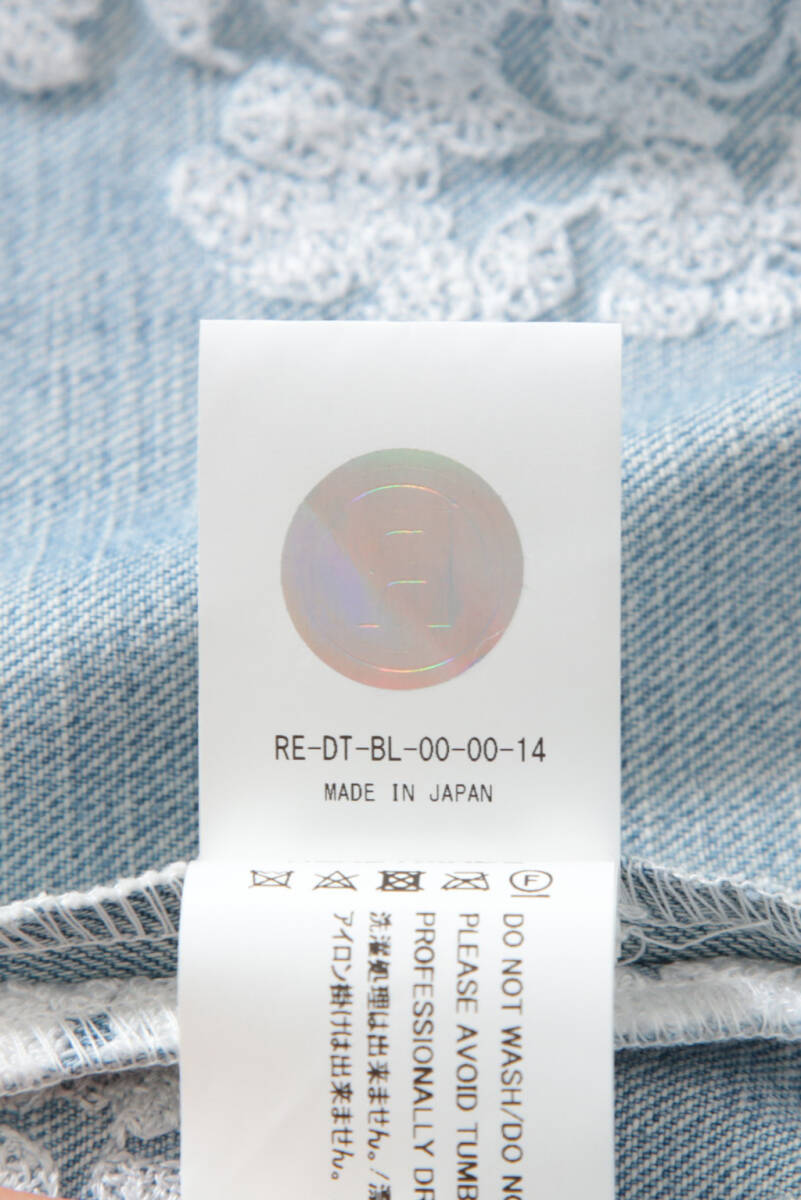 RE-DT-BL-00-00-14
MADE IN JAPAN
F
DO NOT WASH/DO NO
PLEASE AVOID TUMB
PROFESSIONALLY DR
洗濯処理は出来ません。/漂
アイロン掛けは出来ません。